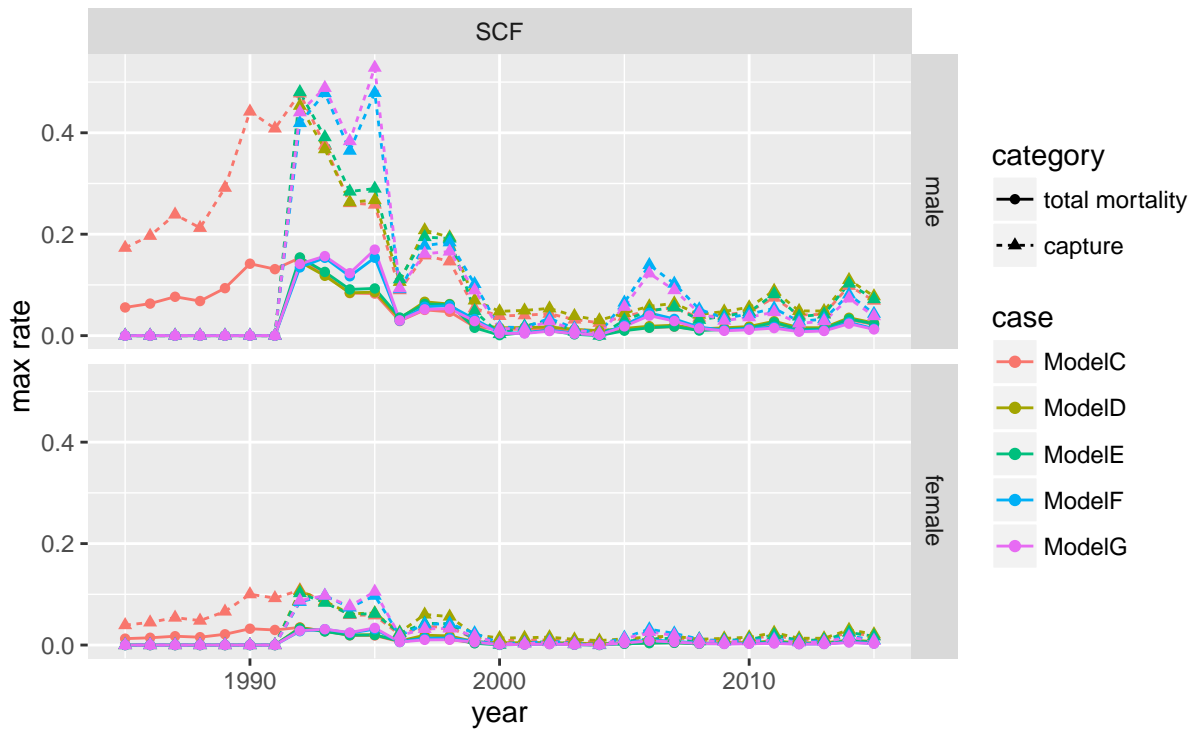 SCF
max rate
0.4
0.2
0.0
male
0.4
0.2
0.0
female
1990
2000
2010
year
category
total mortality
capture
case
ModelC
ModelD
ModelE
ModelF
ModelG